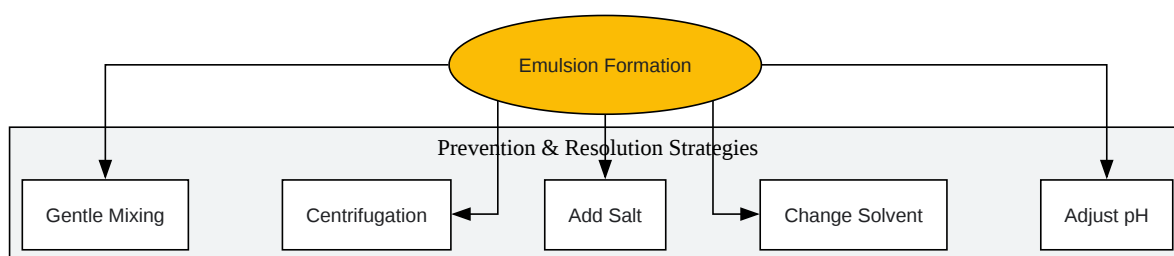 Emulsion Formation
Prevention & Resolution Strategies
Gentle Mixing
Centrifugation
Add Salt
Change Solvent
Adjust pH